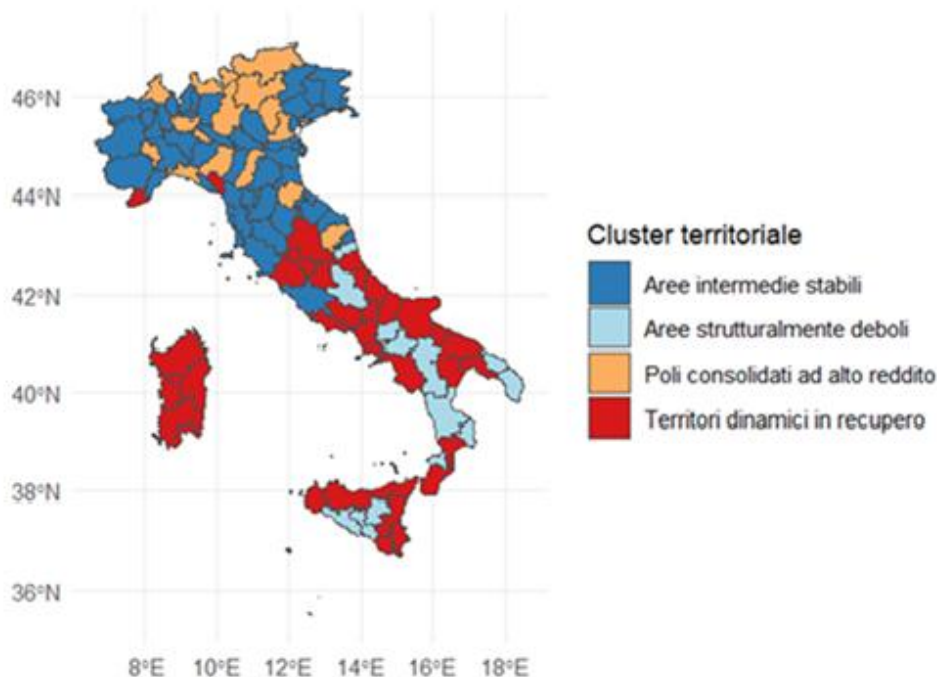 46°N
44°N
42°N
40°N
38°N
36°N
8°E 10°E 12°E 14°E 16°E 18°E
Cluster territoriale
Aree intermedie stabili
Aree strutturalmente deboli
Poli consolidati ad alto reddito
Territori dinamici in recupero